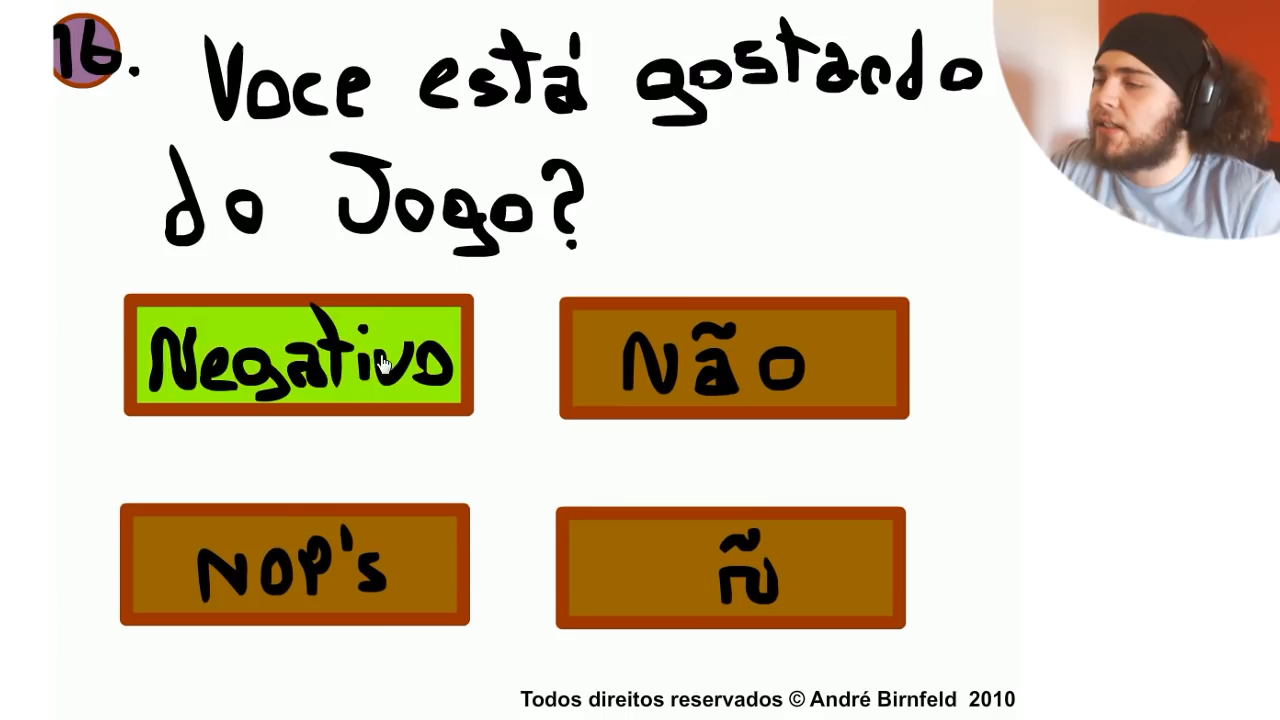 16. Voce está gostando
do Jogo?
Negativo
Não
NOP's
ñ
Todos direitos reservados © André Birnfeld 2010